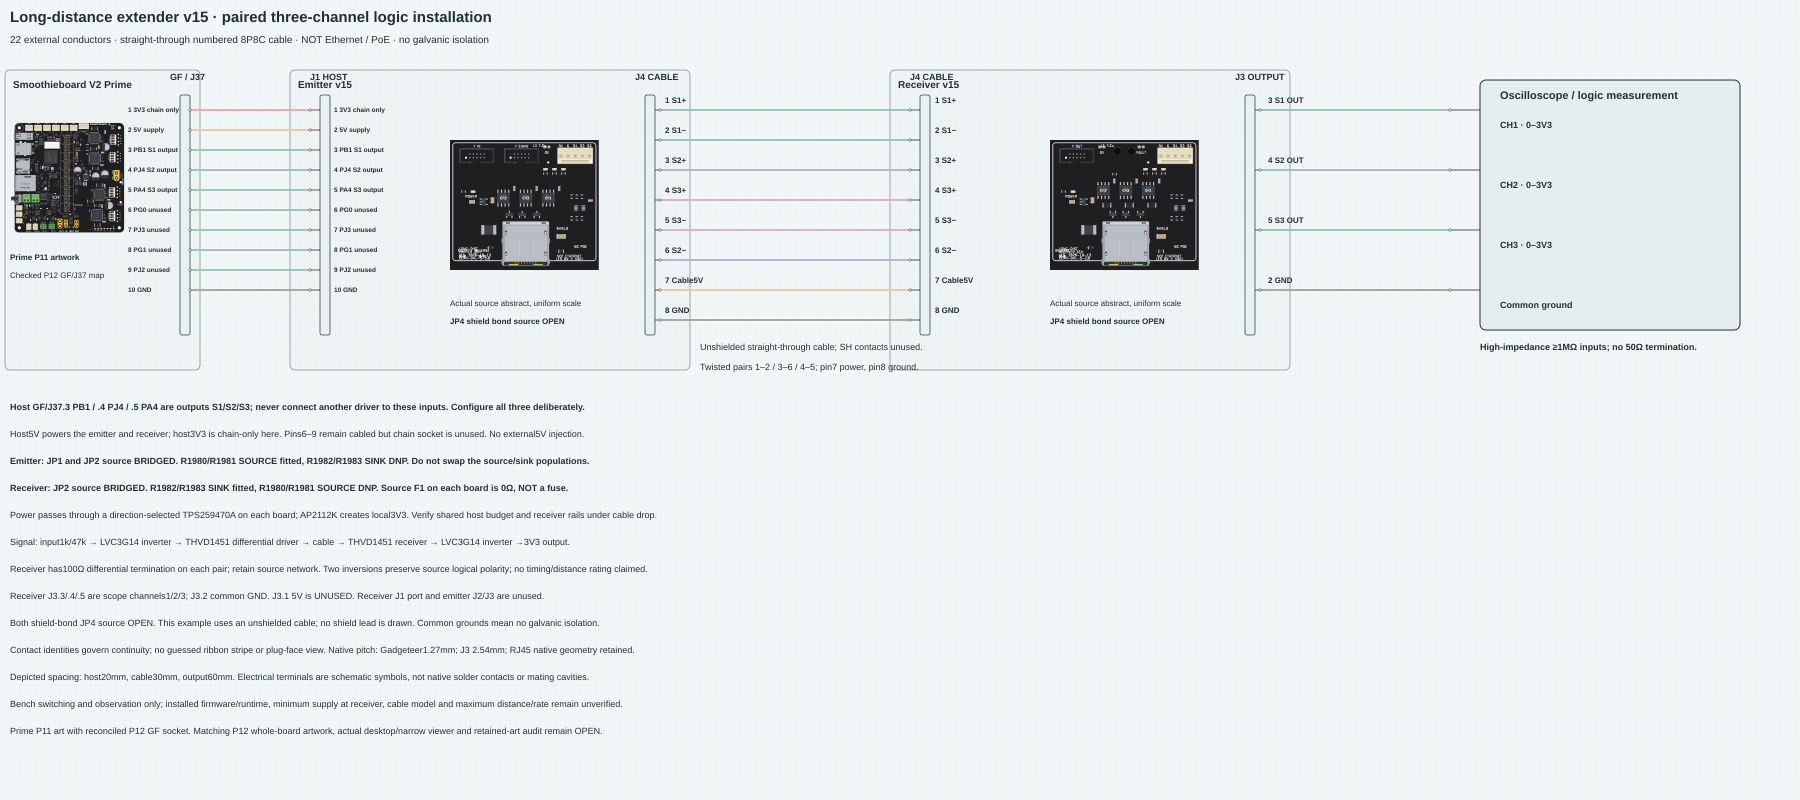 Long-distance extender v15 · paired three-channel logic installation
22 external conductors · straight-through numbered 8P8C cable · NOT Ethernet / PoE · no galvanic isolation
Smoothieboard V2 Prime
GF / J37
1 3V3 chain only
2 5V supply
3 PB1 S1 output
4 PJ4 S2 output
5 PA4 S3 output
6 PG0 unused
7 PJ3 unused
8 PG1 unused
9 PJ2 unused
10 GND
Prime P11 artwork
Checked P12 GF/J37 map
J1 HOST
Emitter v15
1 3V3 chain only
2 5V supply
3 PB1 S1 output
4 PJ4 S2 output
5 PA4 S3 output
6 PG0 unused
7 PJ3 unused
8 PG1 unused
9 PJ2 unused
10 GND
Actual source abstract, uniform scale
JP4 shield bond source OPEN
J4 CABLE
1 S1+
2 S1−
3 S2+
4 S3+
5 S3−
6 S2−
7 Cable5V
8 GND
Unshielded straight-through cable; SH contacts unused.
Twisted pairs 1–2 / 3–6 / 4–5; pin7 power, pin8 ground.
J4 CABLE
Receiver v15
1 S1+
2 S1−
3 S2+
4 S3+
5 S3−
6 S2−
7 Cable5V
8 GND
Actual source abstract, uniform scale
JP4 shield bond source OPEN
J3 OUTPUT
3 S1 OUT
4 S2 OUT
5 S3 OUT
2 GND
Oscilloscope / logic measurement
CH1 · 0–3V3
CH2 · 0–3V3
CH3 · 0–3V3
Common ground
High-impedance ≥1MΩ inputs; no 50Ω termination.
Host GF/J37.3 PB1 / .4 PJ4 / .5 PA4 are outputs S1/S2/S3; never connect another driver to these inputs. Configure all three deliberately.
Host5V powers the emitter and receiver; host3V3 is chain-only here. Pins6–9 remain cabled but chain socket is unused. No external5V injection.
Emitter: JP1 and JP2 source BRIDGED. R1980/R1981 SOURCE fitted, R1982/R1983 SINK DNP. Do not swap the source/sink populations.
Receiver: JP2 source BRIDGED. R1982/R1983 SINK fitted, R1980/R1981 SOURCE DNP. Source F1 on each board is 0Ω, NOT a fuse.
Power passes through a direction-selected TPS259470A on each board; AP2112K creates local3V3. Verify shared host budget and receiver rails under cable drop.
Signal: input1k/47k → LVC3G14 inverter → THVD1451 differential driver → cable → THVD1451 receiver → LVC3G14 inverter →3V3 output.
Receiver has100Ω differential termination on each pair; retain source network. Two inversions preserve source logical polarity; no timing/distance rating claimed.
Receiver J3.3/.4/.5 are scope channels1/2/3; J3.2 common GND. J3.1 5V is UNUSED. Receiver J1 port and emitter J2/J3 are unused.
Both shield-bond JP4 source OPEN. This example uses an unshielded cable; no shield lead is drawn. Common grounds mean no galvanic isolation.
Contact identities govern continuity; no guessed ribbon stripe or plug-face view. Native pitch: Gadgeteer1.27mm; J3 2.54mm; RJ45 native geometry retained.
Depicted spacing: host20mm, cable30mm, output60mm. Electrical terminals are schematic symbols, not native solder contacts or mating cavities.
Bench switching and observation only; installed firmware/runtime, minimum supply at receiver, cable model and maximum distance/rate remain unverified.
Prime P11 art with reconciled P12 GF socket. Matching P12 whole-board artwork, actual desktop/narrow viewer and retained-art audit remain OPEN.